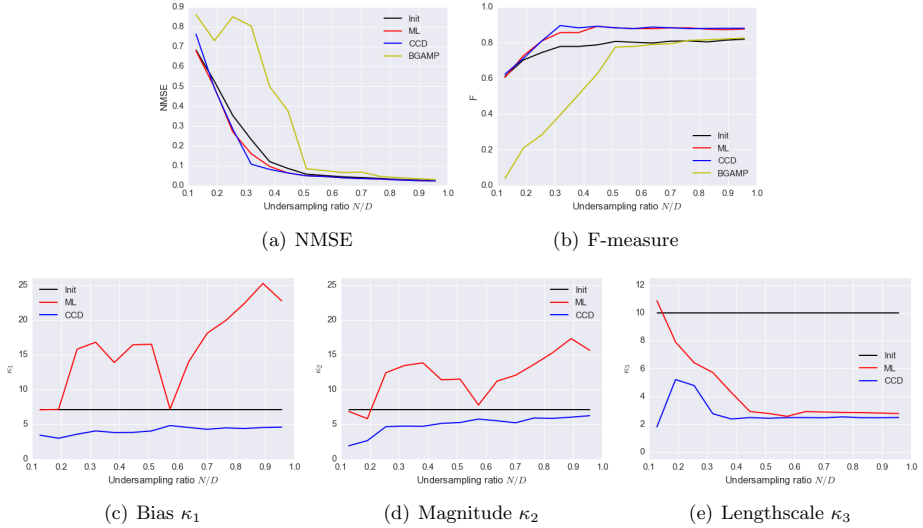 0.9
0.8
0.7
0.6
0.5
0.4
0.3
0.2
0.1
0.0
NMSE
0.1 0.2 0.3 0.4 0.5 0.6 0.7 0.8 0.9 1.0
Undersampling ratio N/D
Init
ML
CCD
BGAMP
(a) NMSE
1.0
0.8
0.6
0.4
0.2
0.0
F
0.1 0.2 0.3 0.4 0.5 0.6 0.7 0.8 0.9 1.0
Undersampling ratio N/D
Init
ML
CCD
BGAMP
(b) F-measure
25
20
15
10
5
0
κ₁
0.1 0.2 0.3 0.4 0.5 0.6 0.7 0.8 0.9 1.0
Undersampling ratio N/D
Init
ML
CCD
(c) Bias κ₁
25
20
15
10
5
0
κ₂
0.1 0.2 0.3 0.4 0.5 0.6 0.7 0.8 0.9 1.0
Undersampling ratio N/D
Init
ML
CCD
(d) Magnitude κ₂
12
10
8
6
4
2
0
κ₃
0.1 0.2 0.3 0.4 0.5 0.6 0.7 0.8 0.9 1.0
Undersampling ratio N/D
Init
ML
CCD
(e) Lengthscale κ₃